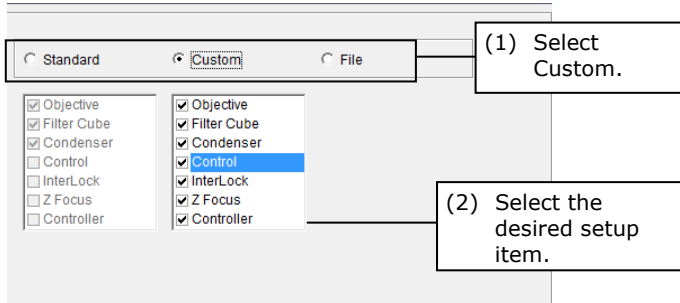 Standard
Custom
File
(1) Select
Custom.
Objective
Filter Cube
Condenser
Control
InterLock
Z Focus
Controller
Objective
Filter Cube
Condenser
Control
InterLock
Z Focus
Controller
(2) Select the
desired setup
item.